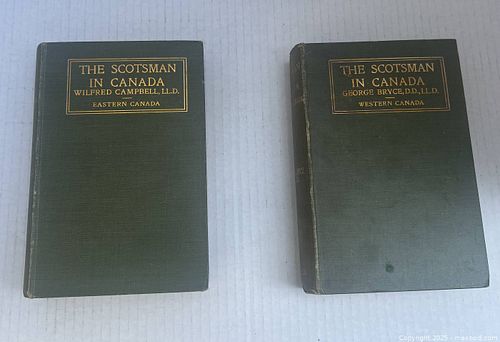 THE SCOTSMAN
IN CANADA
WILFRED CAMPBELL, LL.D.
EASTERN CANADA
THE SCOTSMAN
IN CANADA
GEORGE BRYCE, D.D., LL.D.
WESTERN CANADA